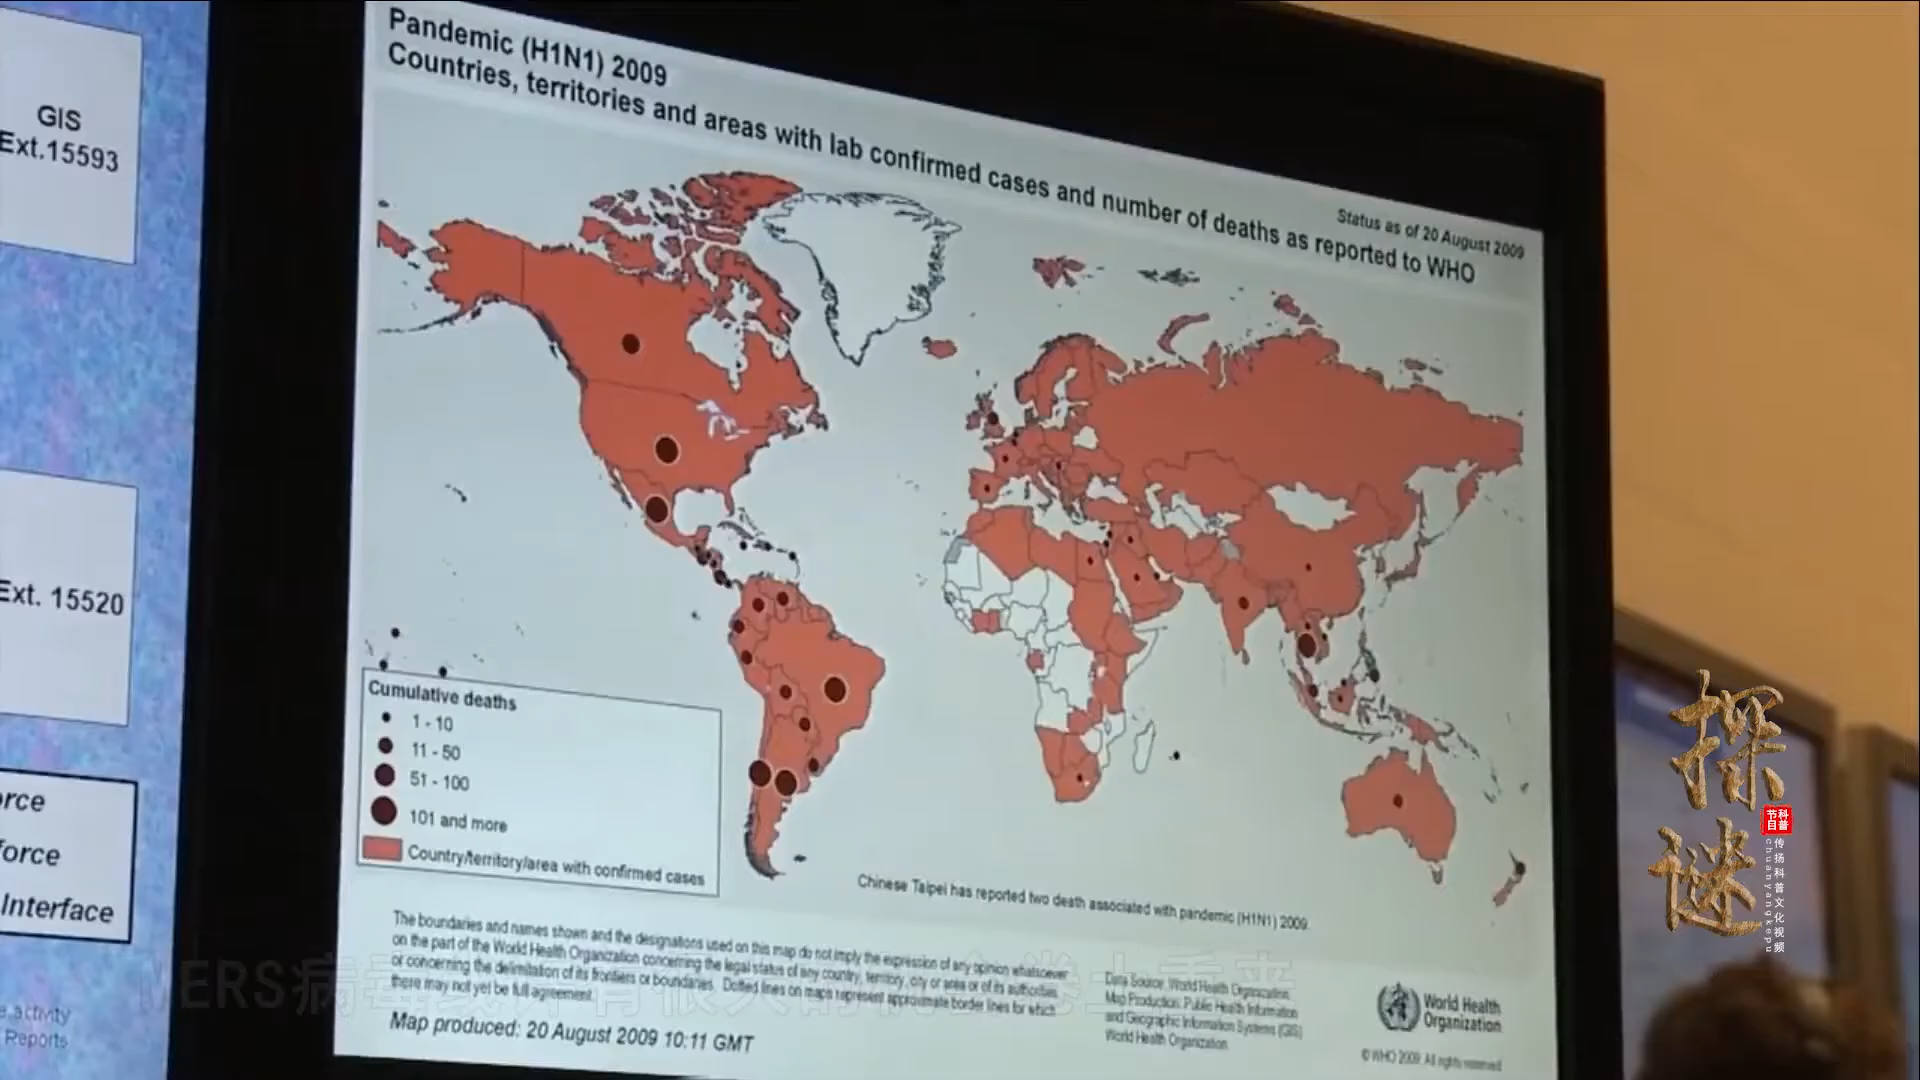 GIS
Ext.15593
Ext. 15520
force
Interface
Reports
Pandemic (H1N1) 2009
Countries, territories and areas with lab confirmed cases and number of deaths as reported to WHO
Status as of 20 August 2009
Cumulative deaths
1 - 10
11 - 50
51 - 100
101 and more
Country/territory/area with confirmed cases
Chinese Taipei has reported two death associated with pandemic (H1N1) 2009.
The boundaries and names shown and the designations used on this map do not imply the expression of any opinion whatsoever
on the part of the World Health Organization concerning the legal status of any country, territory, city or area or of its authorities,
or concerning the delimitation of its frontiers or boundaries. Dotted lines on maps represent approximate border lines for which
there may not yet be full agreement.
Map produced: 20 August 2009 10:11 GMT
Data Source: World Health Organization
Map Production: Public Health Information
and Geographic Information Systems (GIS)
World Health Organization
World Health
Organization
© WHO 2009. All rights reserved
MERS病毒
探谜
科普
节目
传扬科普文化视频
chuanyangkepu